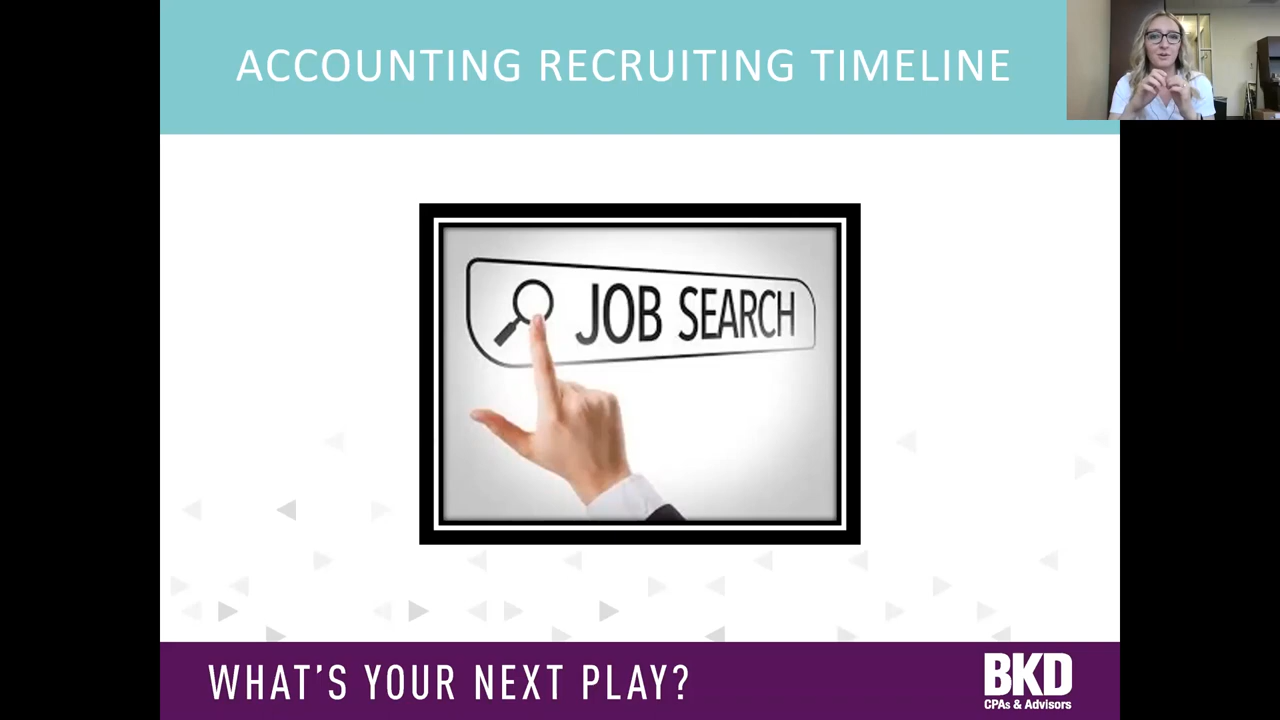 ACCOUNTING RECRUITING TIMELINE
JOB SEARCH
WHAT'S YOUR NEXT PLAY?
BKD
CPAs & Advisors